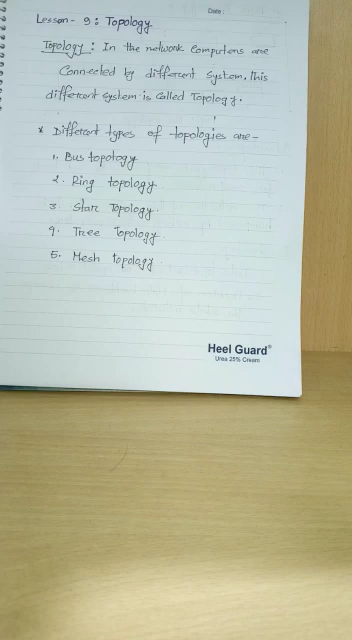 Date:
Lesson- 9: Topology
Topology: In the network Computers are
Connected by different System. This
different system is Called Topology.
* Different types of topologies are-
1. Bus topology
2. Ring topology
3. Star Topology.
4. Tree Topology
5. Mesh topology
Heel Guard®
Urea 25% Cream